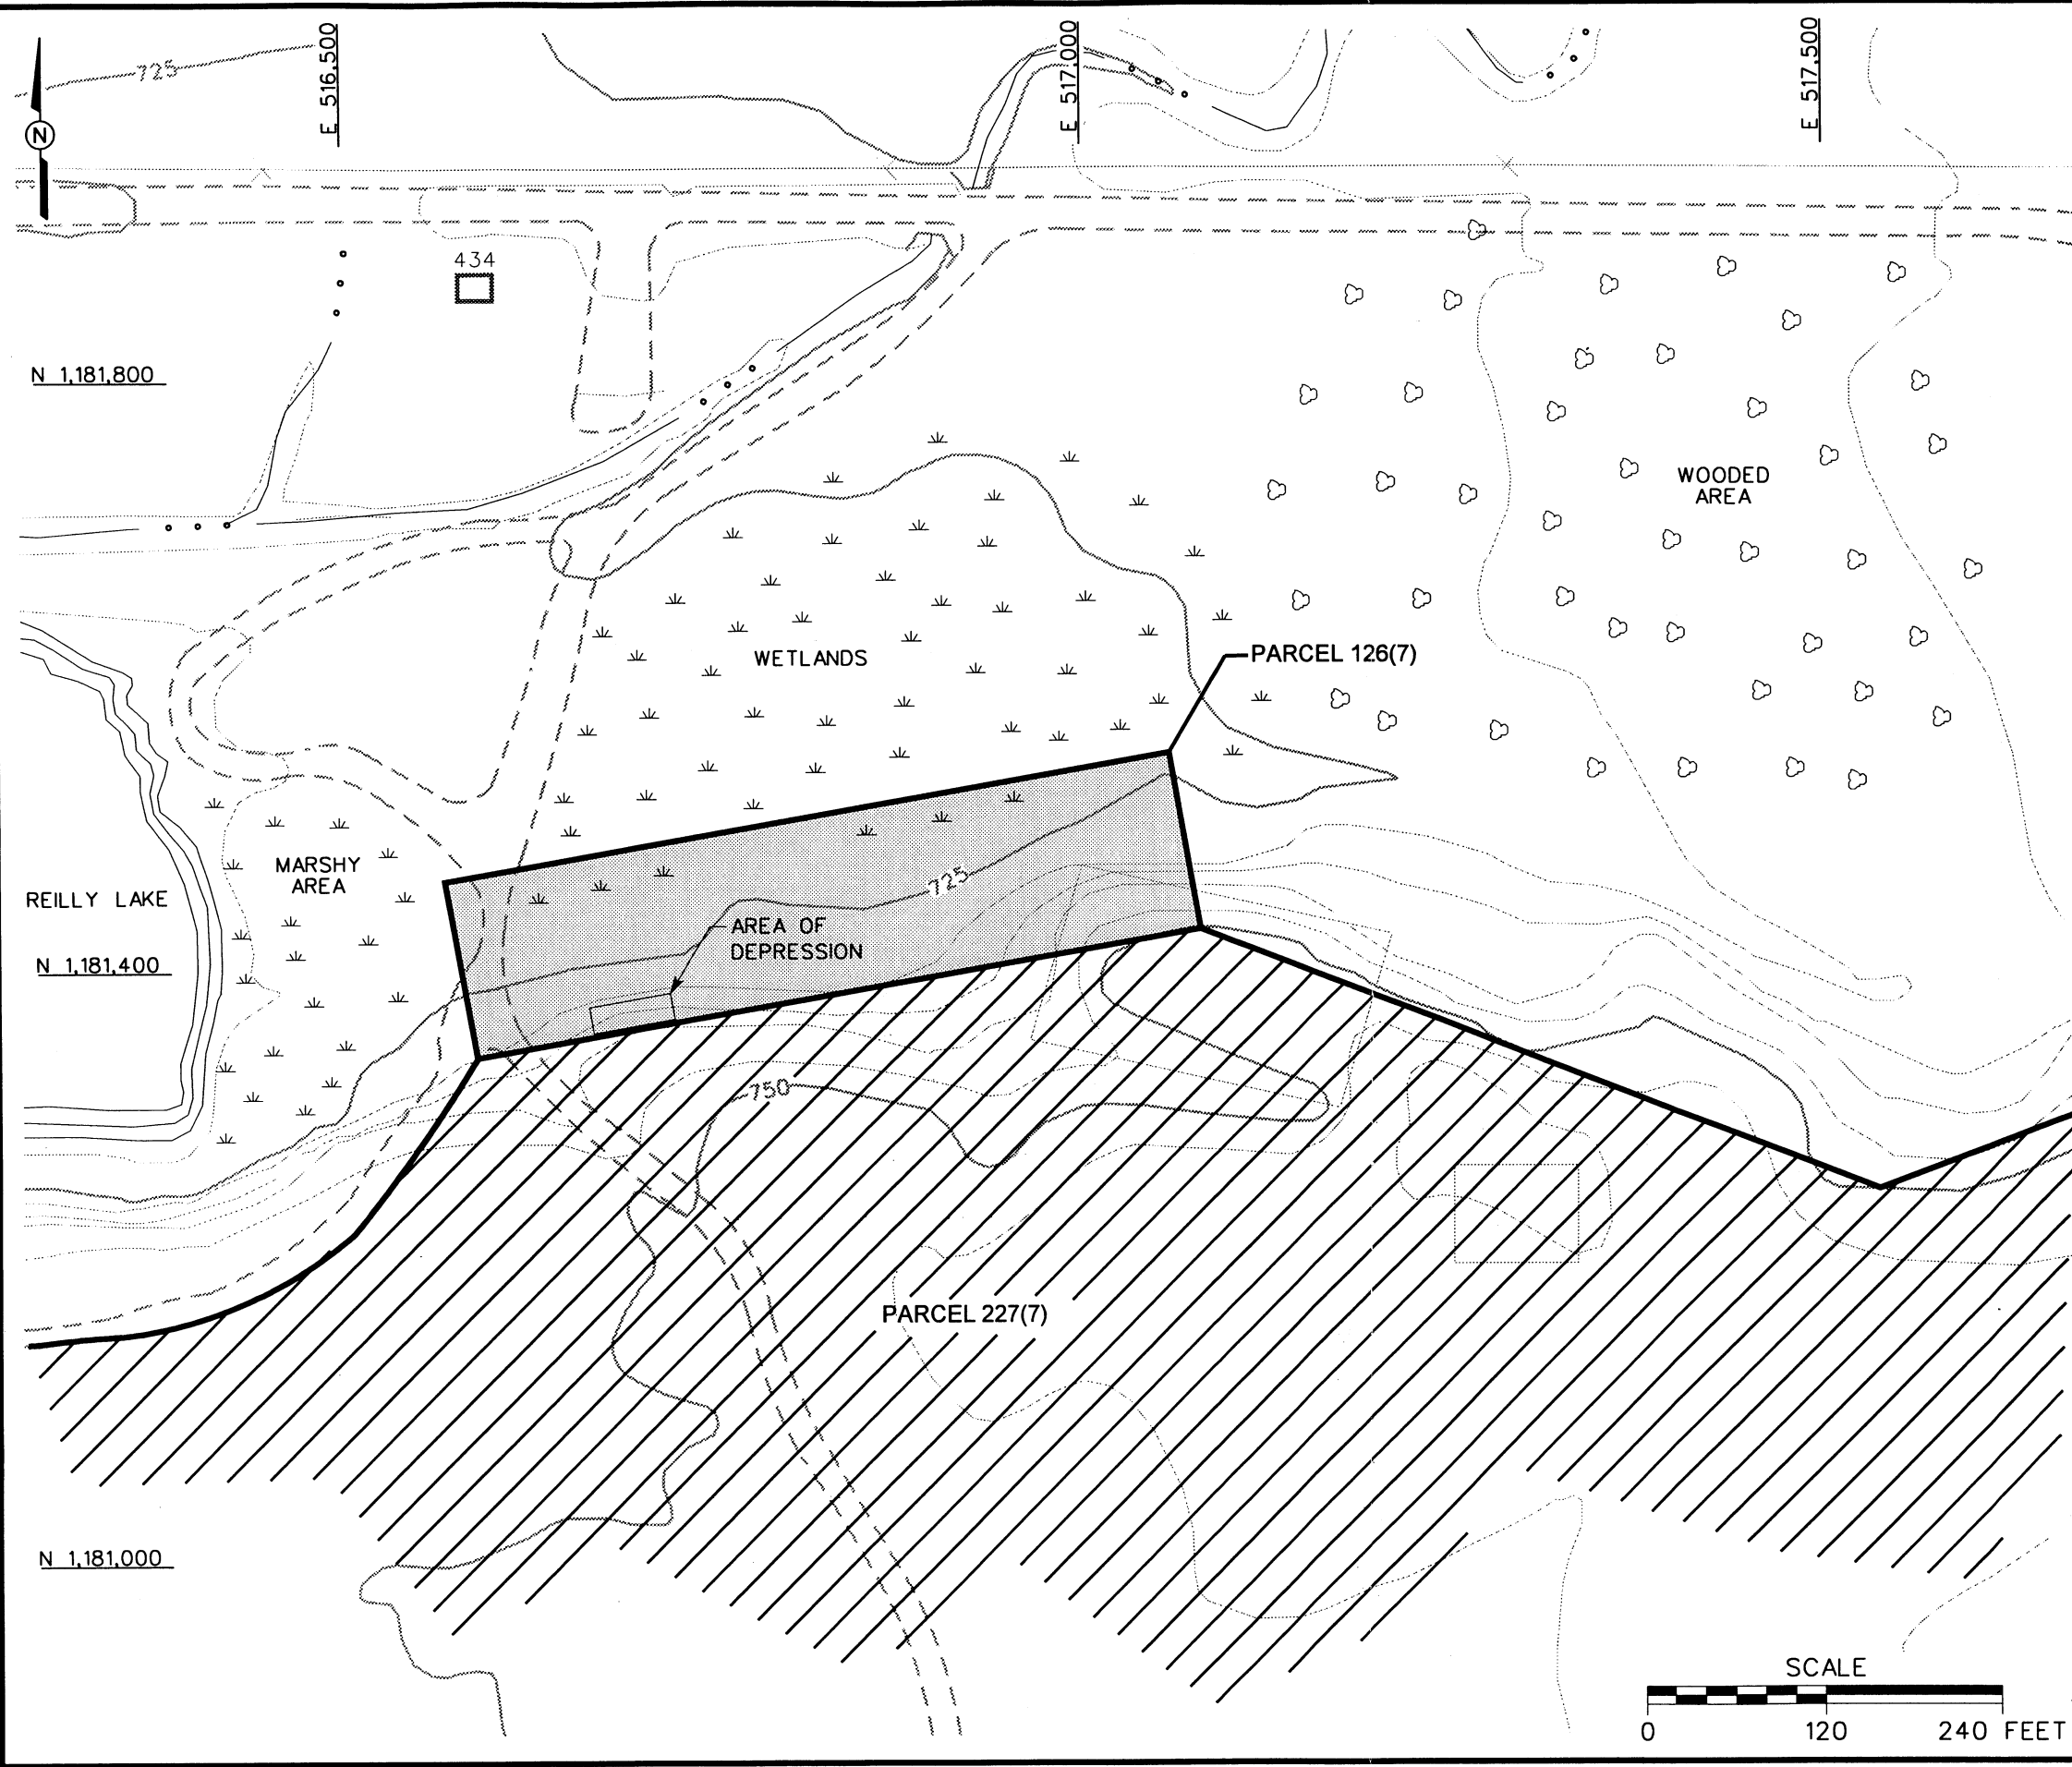 E 516,500
E 517,000
E 517,500
725
N
434
N 1,181,800
WOODED
AREA
WETLANDS
PARCEL 126(7)
MARSHY
AREA
REILLY LAKE
725
AREA OF
DEPRESSION
N 1,181,400
750
PARCEL 227(7)
N 1,181,000
SCALE
0 120 240 FEET